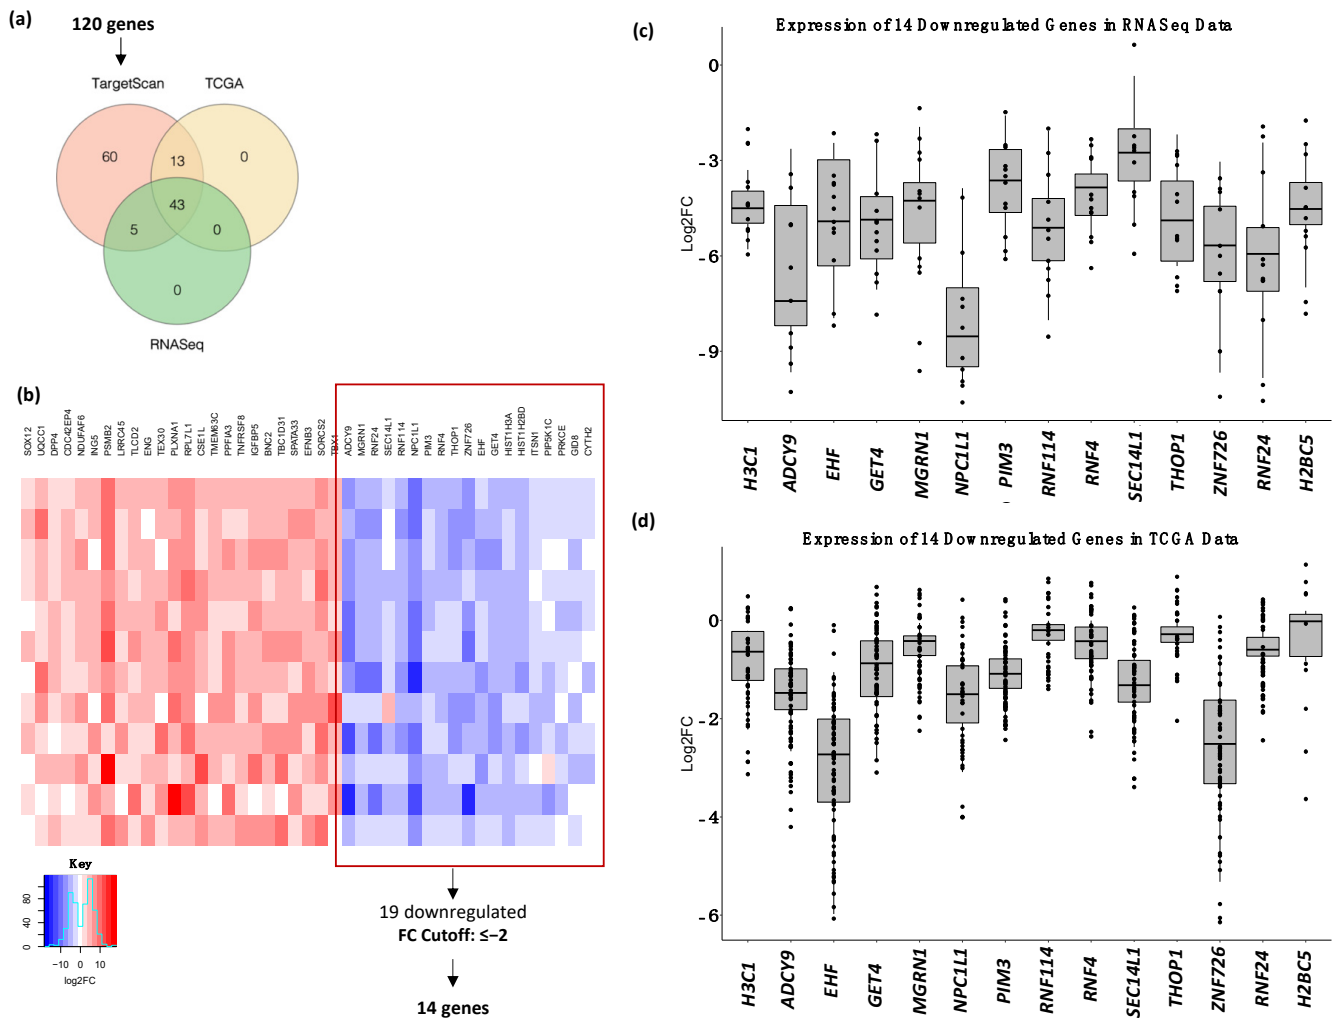 (a)
120 genes
TargetScan TCGA
60 13 0
43
5 0
0
RNASeq
(b)
SOX12
UQCC1
DPP4
CDC42EP4
NDUFAF6
ING5
PSMB2
LRRC45
TLCD2
ENG
TEX30
PLXNA1
RPL7L1
CSE1L
TMEM63C
PPFIA3
TNFRSF8
IGFBP5
BNC2
TBC1D31
SPATA33
EFNB3
SORCS2
TBX1
ADCY9
MGRN1
RNF24
SEC14L1
RNF114
NPC1L1
PIM3
RNF4
THOP1
ZNF726
EHF
GET4
HIST1H3A
HIST1H2BD
ITSN1
PIP5K1C
PRKCE
GID8
CYTH2
Key
0 40 80
−10 0 10
log2FC
19 downregulated
FC Cutoff: ≤−2
14 genes
(c)
Expression of 14 Downregulated Genes in RNASeq Data
Log2FC
0
-3
-6
-9
H3C1
ADCY9
EHF
GET4
MGRN1
NPC1L1
PIM3
RNF114
RNF4
SEC14L1
THOP1
ZNF726
RNF24
H2BC5
(d)
Expression of 14 Downregulated Genes in TCGA Data
Log2FC
0
-2
-4
-6
H3C1
ADCY9
EHF
GET4
MGRN1
NPC1L1
PIM3
RNF114
RNF4
SEC14L1
THOP1
ZNF726
RNF24
H2BC5